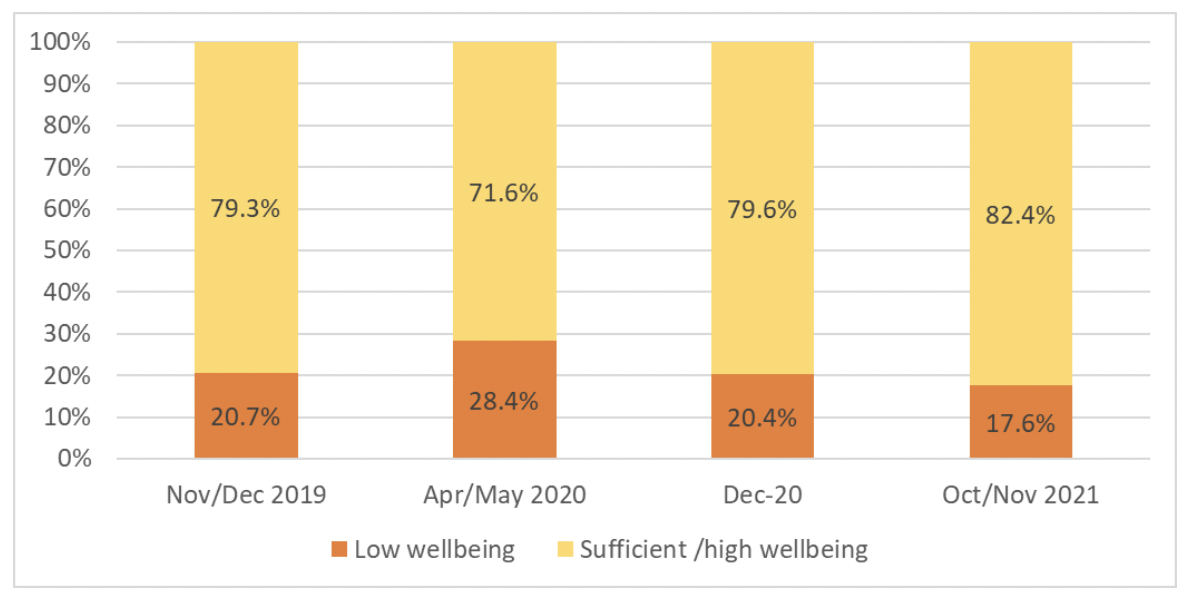 100%
90%
80%
70%
60%
50%
40%
30%
20%
10%
0%
79.3% 71.6% 79.6% 82.4%
20.7% 28.4% 20.4% 17.6%
Nov/Dec 2019 Apr/May 2020 Dec-20 Oct/Nov 2021
Low wellbeing Sufficient /high wellbeing